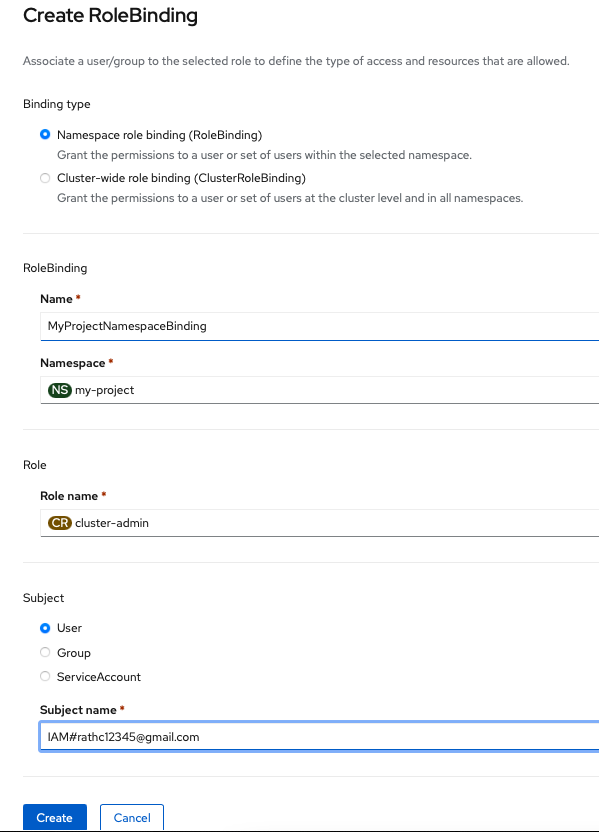 Create RoleBinding
Associate a user/group to the selected role to define the type of access and resources that are allowed.
Binding type
Namespace role binding (RoleBinding)
Grant the permissions to a user or set of users within the selected namespace.
Cluster-wide role binding (ClusterRoleBinding)
Grant the permissions to a user or set of users at the cluster level and in all namespaces.
RoleBinding
Name *
MyProjectNamespaceBinding
Namespace *
NS my-project
Role
Role name *
CR cluster-admin
Subject
User
Group
ServiceAccount
Subject name *
IAM#rathc12345@gmail.com
Create Cancel